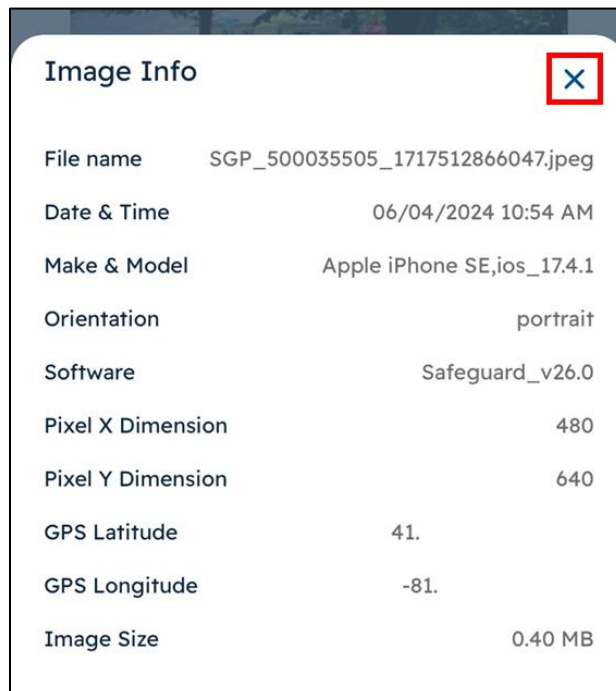 Image Info
File name SGP_500035505_1717512866047.jpeg
Date & Time 06/04/2024 10:54 AM
Make & Model Apple iPhone SE,ios_17.4.1
Orientation portrait
Software Safeguard_v26.0
Pixel X Dimension 480
Pixel Y Dimension 640
GPS Latitude 41.
GPS Longitude -81.
Image Size 0.40 MB